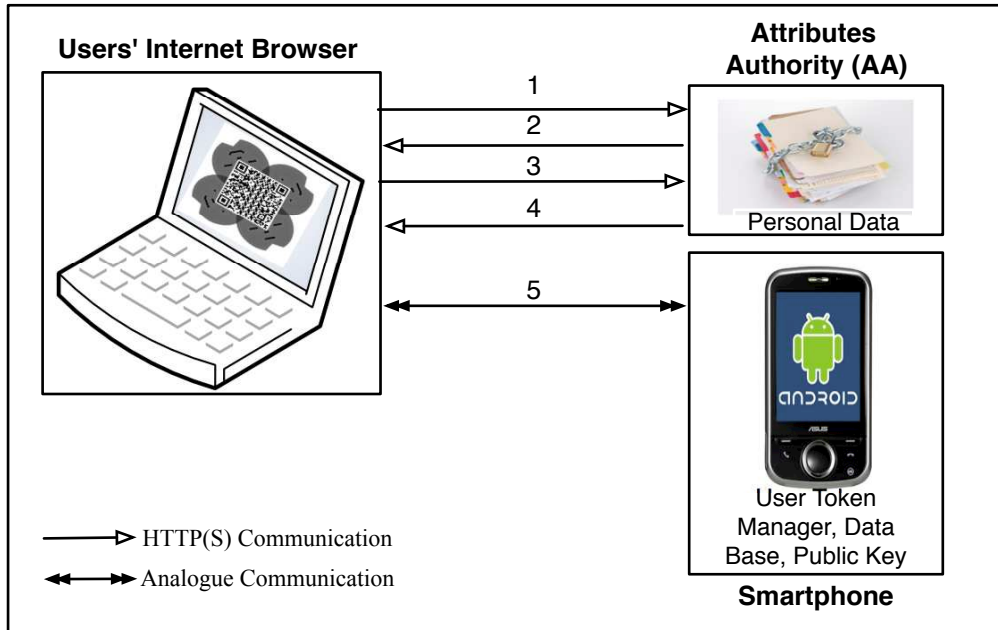 Users' Internet Browser
Attributes
Authority (AA)
1
2
3
4
Personal Data
5
ANDROID
ASUS
User Token
Manager, Data
Base, Public Key
Smartphone
HTTP(S) Communication
Analogue Communication